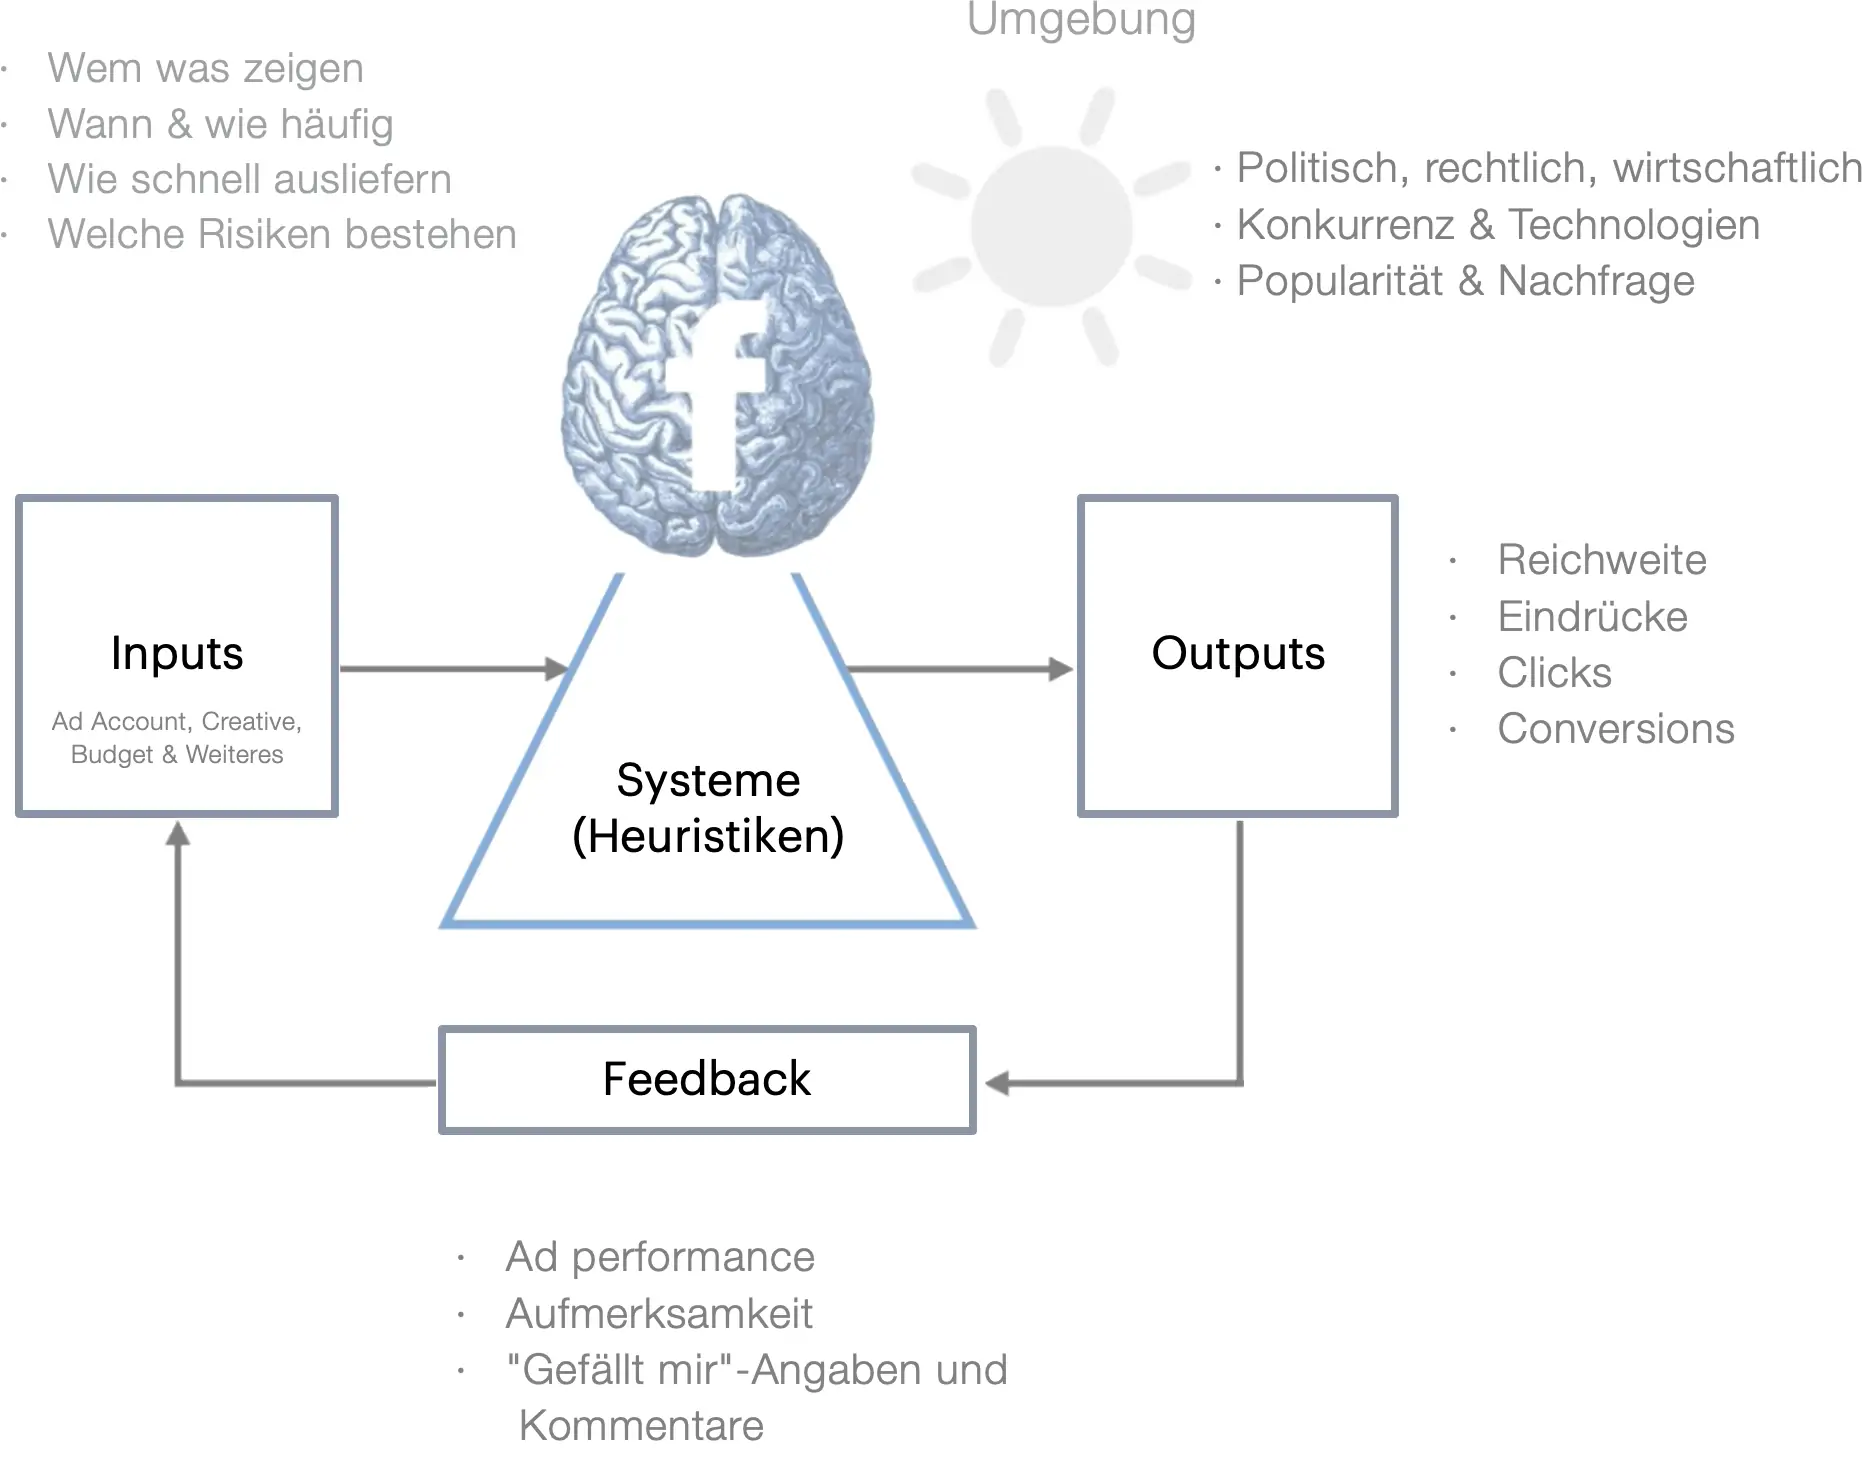 Umgebung
· Wem was zeigen
· Wann & wie häufig
· Wie schnell ausliefern
· Welche Risiken bestehen
· Politisch, rechtlich, wirtschaftlich
· Konkurrenz & Technologien
· Popularität & Nachfrage
f
Inputs
Ad Account, Creative,
Budget & Weiteres
Systeme
(Heuristiken)
Outputs
· Reichweite
· Eindrücke
· Clicks
· Conversions
Feedback
· Ad performance
· Aufmerksamkeit
· "Gefällt mir"-Angaben und
Kommentare